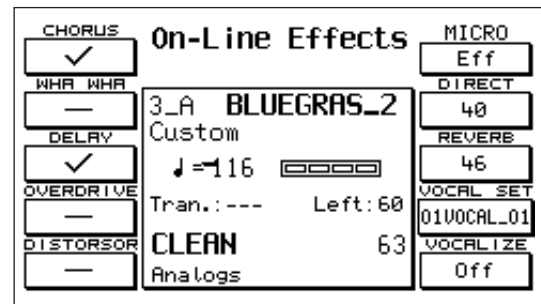 CHORUS
On-Line Effects
MICRO
Eff
WHA WHA
—
DIRECT
40
3_A BLUEGRAS_2
Custom
DELAY
REVERB
46
♩=116
OVERDRIVE
—
VOCAL SET
01VOCAL_01
Tran.:--- Left:60
DISTORSOR
—
CLEAN 63
Analogs
VOCALIZE
Off